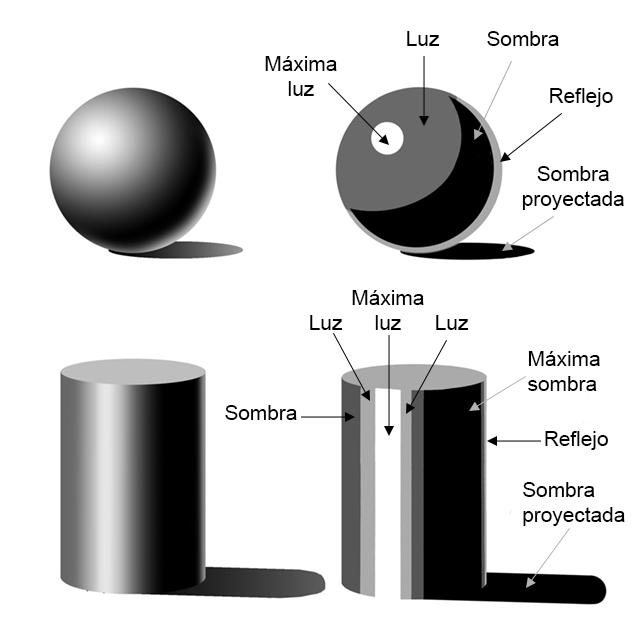 Máxima
luz
Luz
Sombra
Reflejo
Sombra
proyectada
Máxima
Luz
luz
Luz
Sombra
Máxima
sombra
Reflejo
Sombra
proyectada